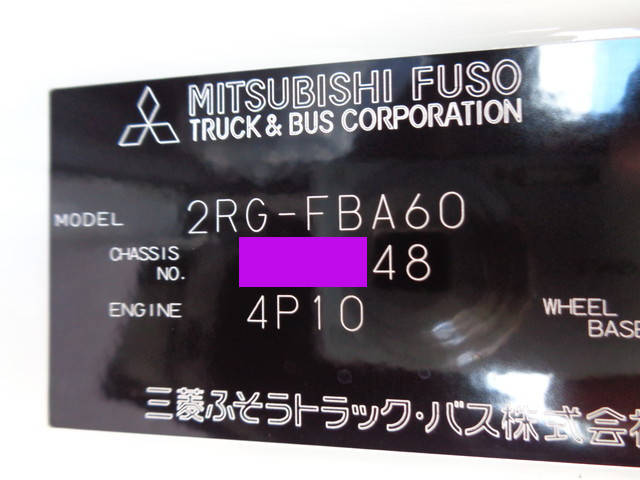 MITSUBISHI FUSO
TRUCK & BUS CORPORATION
MODEL 2RG-FBA60
CHASSIS
NO. 48
ENGINE 4P10
WHEEL
BASE
三菱ふそうトラック・バス株式会社